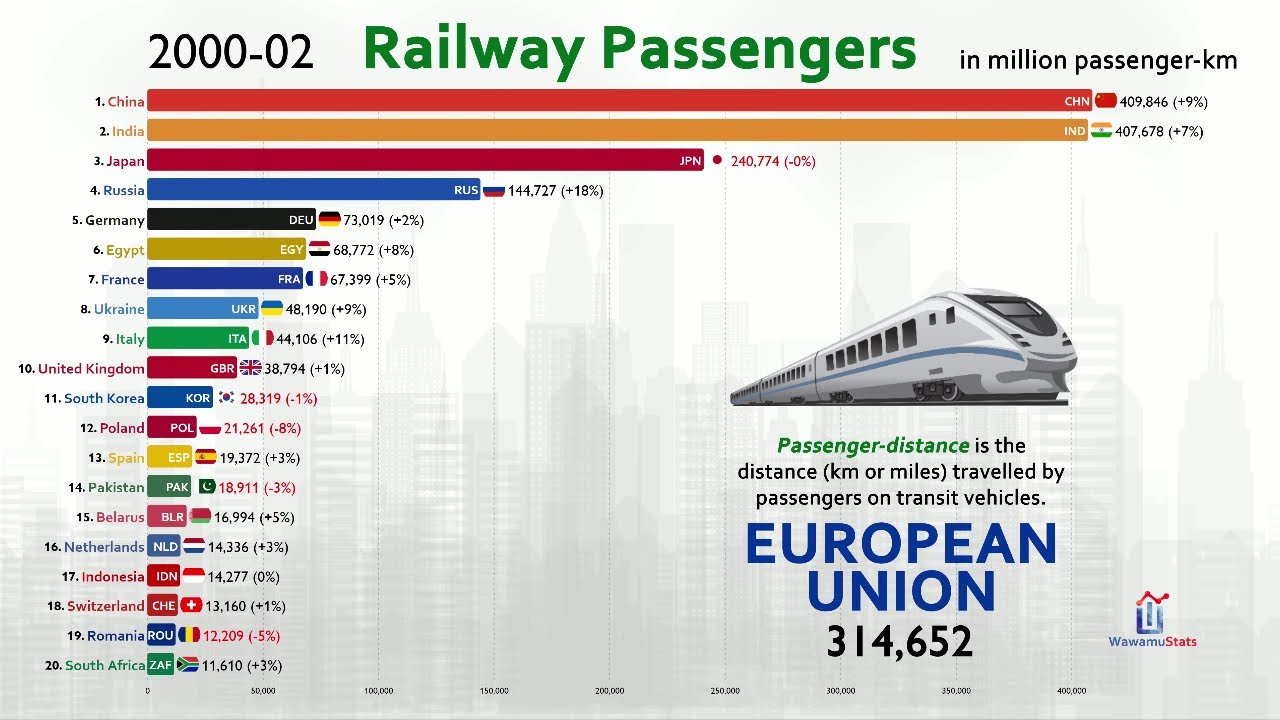 2000-02 Railway Passengers in million passenger-km
1. China CHN 409,846 (+9%)
2. India IND 407,678 (+7%)
3. Japan JPN 240,774 (-0%)
4. Russia RUS 144,727 (+18%)
5. Germany DEU 73,019 (+2%)
6. Egypt EGY 68,772 (+8%)
7. France FRA 67,399 (+5%)
8. Ukraine UKR 48,190 (+9%)
9. Italy ITA 44,106 (+11%)
10. United Kingdom GBR 38,794 (+1%)
11. South Korea KOR 28,319 (-1%)
12. Poland POL 21,261 (-8%)
13. Spain ESP 19,372 (+3%)
14. Pakistan PAK 18,911 (-3%)
15. Belarus BLR 16,994 (+5%)
16. Netherlands NLD 14,336 (+3%)
17. Indonesia IDN 14,277 (0%)
18. Switzerland CHE 13,160 (+1%)
19. Romania ROU 12,209 (-5%)
20. South Africa ZAF 11,610 (+3%)
0 50,000 100,000 150,000 200,000 250,000 300,000 350,000 400,000
Passenger-distance is the
distance (km or miles) travelled by
passengers on transit vehicles.
EUROPEAN
UNION
314,652
WawamuStats